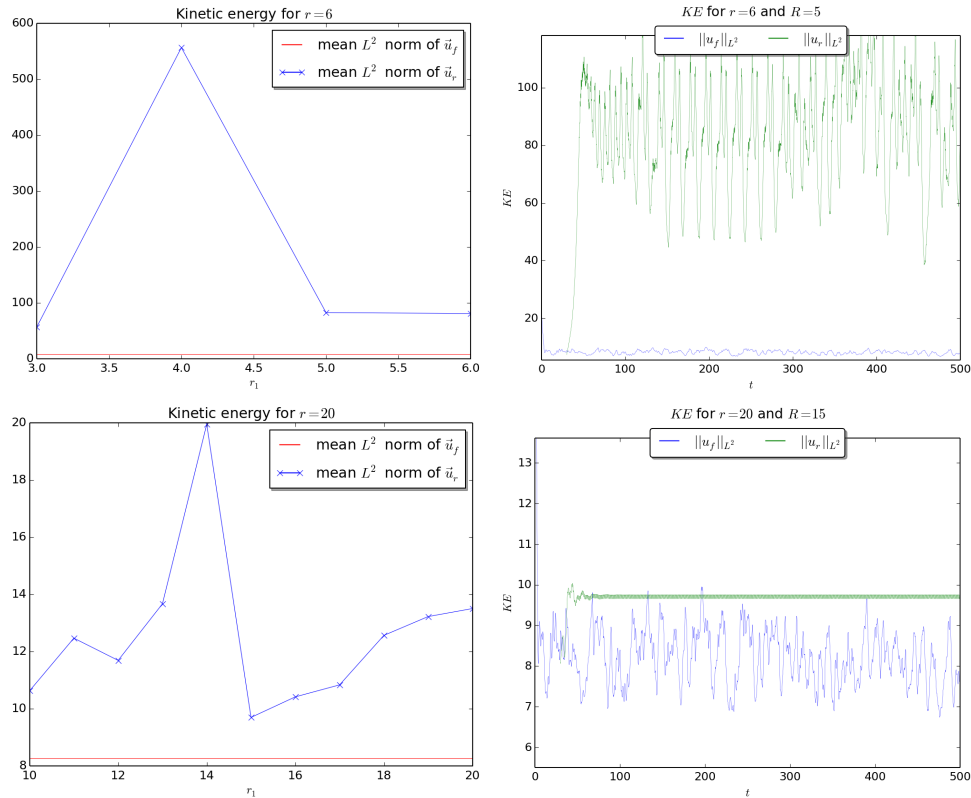 Kinetic energy for r=6
mean L² norm of u⃗_f
mean L² norm of u⃗_r
600
500
400
300
200
100
0
3.0 3.5 4.0 4.5 5.0 5.5 6.0
r₁
KE for r=6 and R=5
||u_f||_L² ||u_r||_L²
KE
100
80
60
40
20
0 100 200 300 400 500
t
Kinetic energy for r=20
mean L² norm of u⃗_f
mean L² norm of u⃗_r
20
18
16
14
12
10
8
10 12 14 16 18 20
r₁
KE for r=20 and R=15
||u_f||_L² ||u_r||_L²
KE
13
12
11
10
9
8
7
6
0 100 200 300 400 500
t